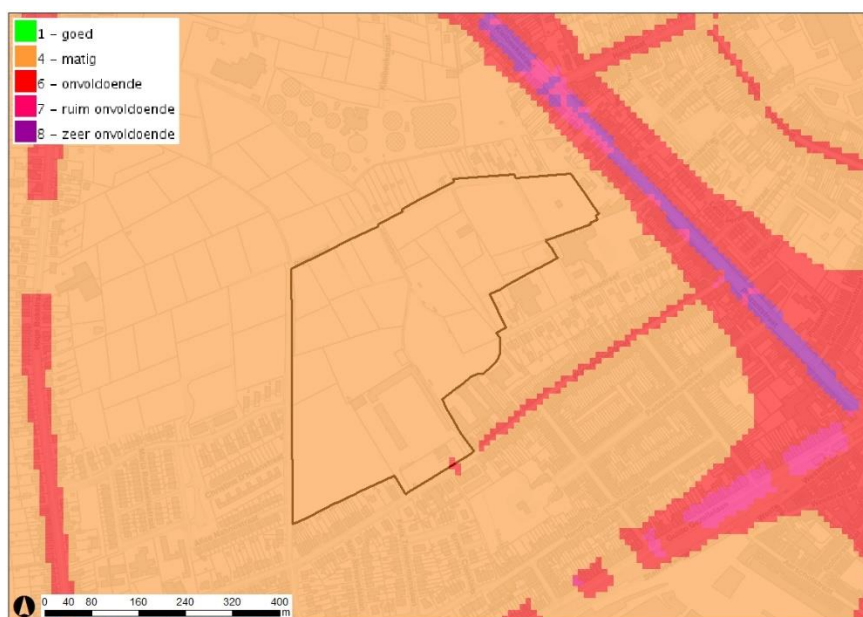 1 – goed
4 – matig
6 – onvoldoende
7 – ruim onvoldoende
8 – zeer onvoldoende
0 40 80 160 240 320 400
m